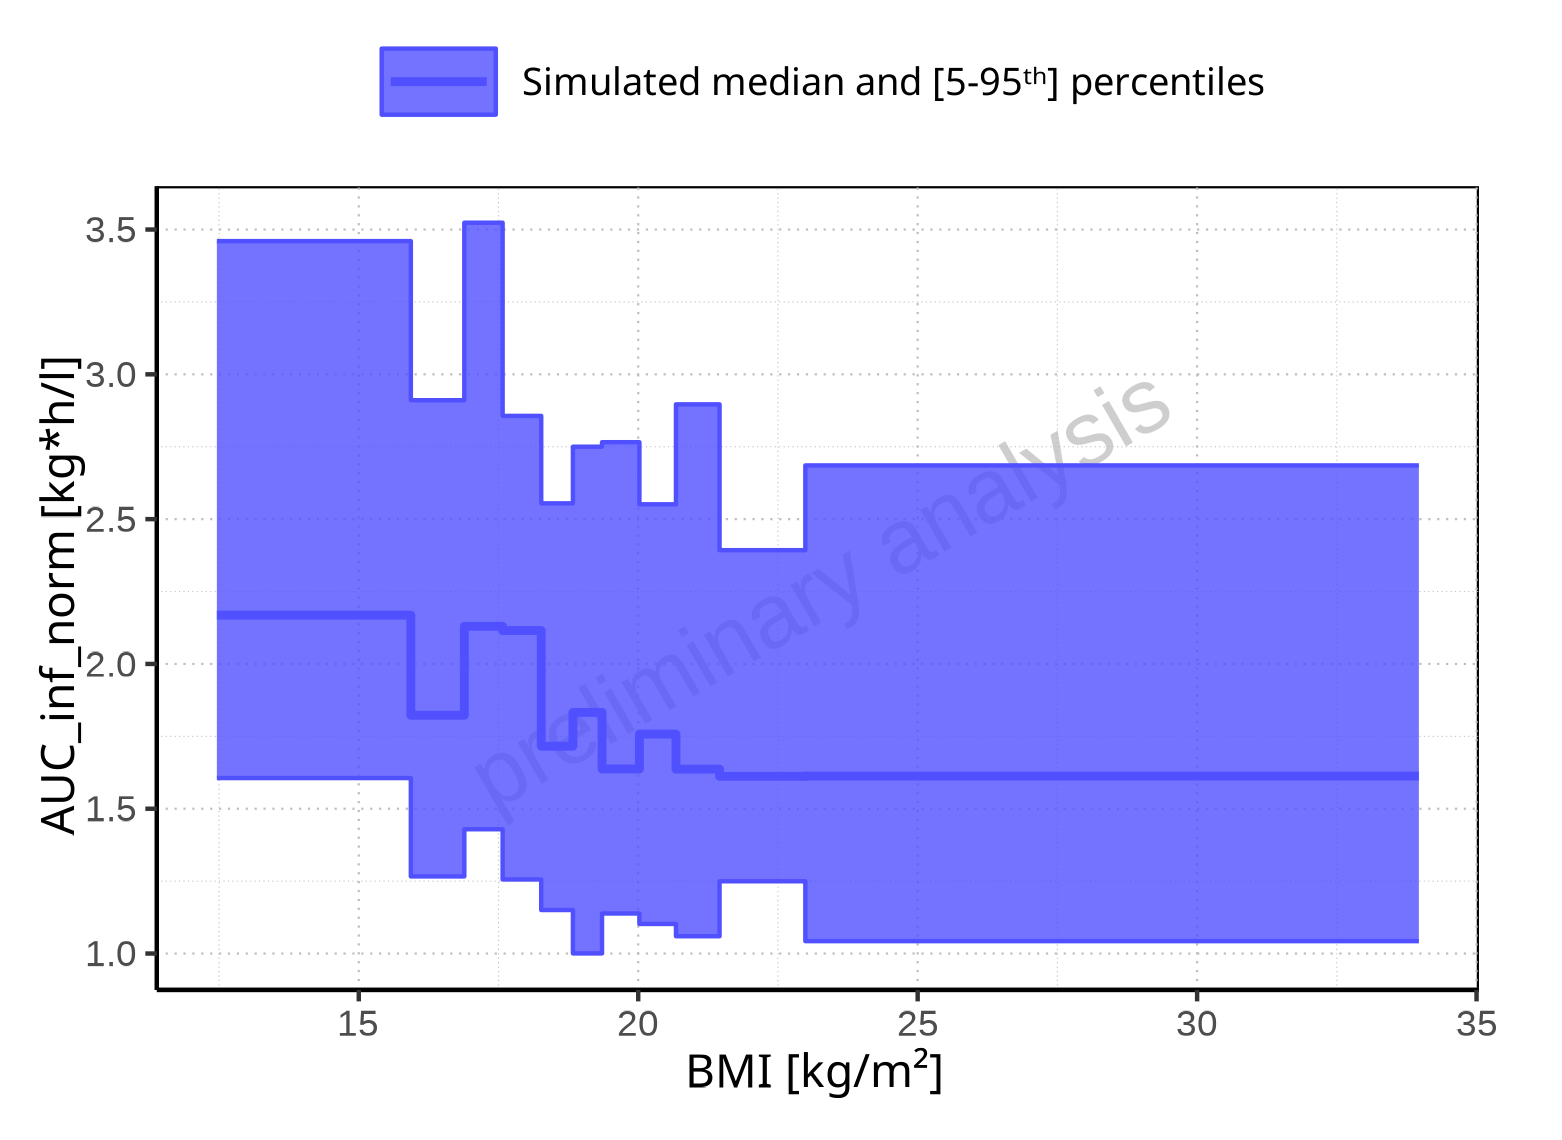 Simulated median and [5-95ᵗʰ] percentiles
3.5
3.0
2.5
2.0
1.5
1.0
AUC_inf_norm [kg*h/l]
preliminary analysis
15 20 25 30 35
BMI [kg/m²]